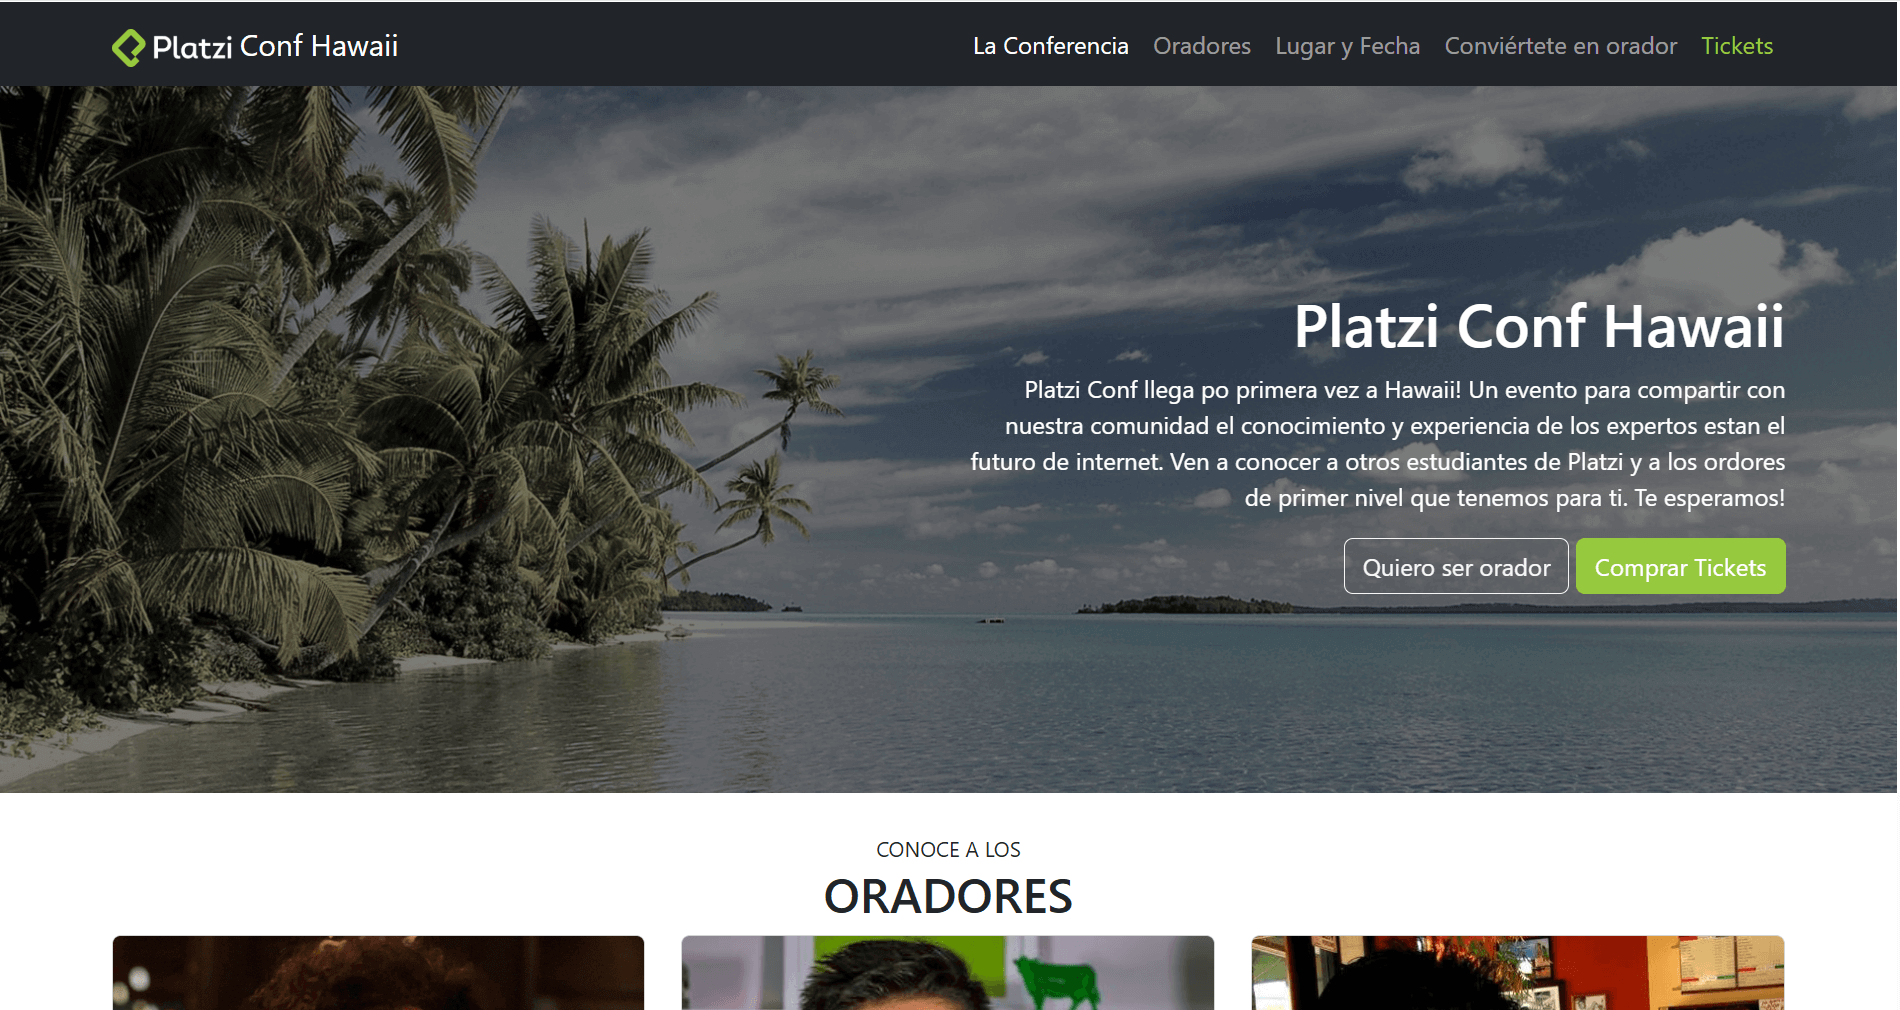 Platzi Conf Hawaii
La Conferencia Oradores Lugar y Fecha Conviértete en orador Tickets
Platzi Conf Hawaii
Platzi Conf llega po primera vez a Hawaii! Un evento para compartir con
nuestra comunidad el conocimiento y experiencia de los expertos estan el
futuro de internet. Ven a conocer a otros estudiantes de Platzi y a los ordores
de primer nivel que tenemos para ti. Te esperamos!
Quiero ser orador Comprar Tickets
CONOCE A LOS
ORADORES